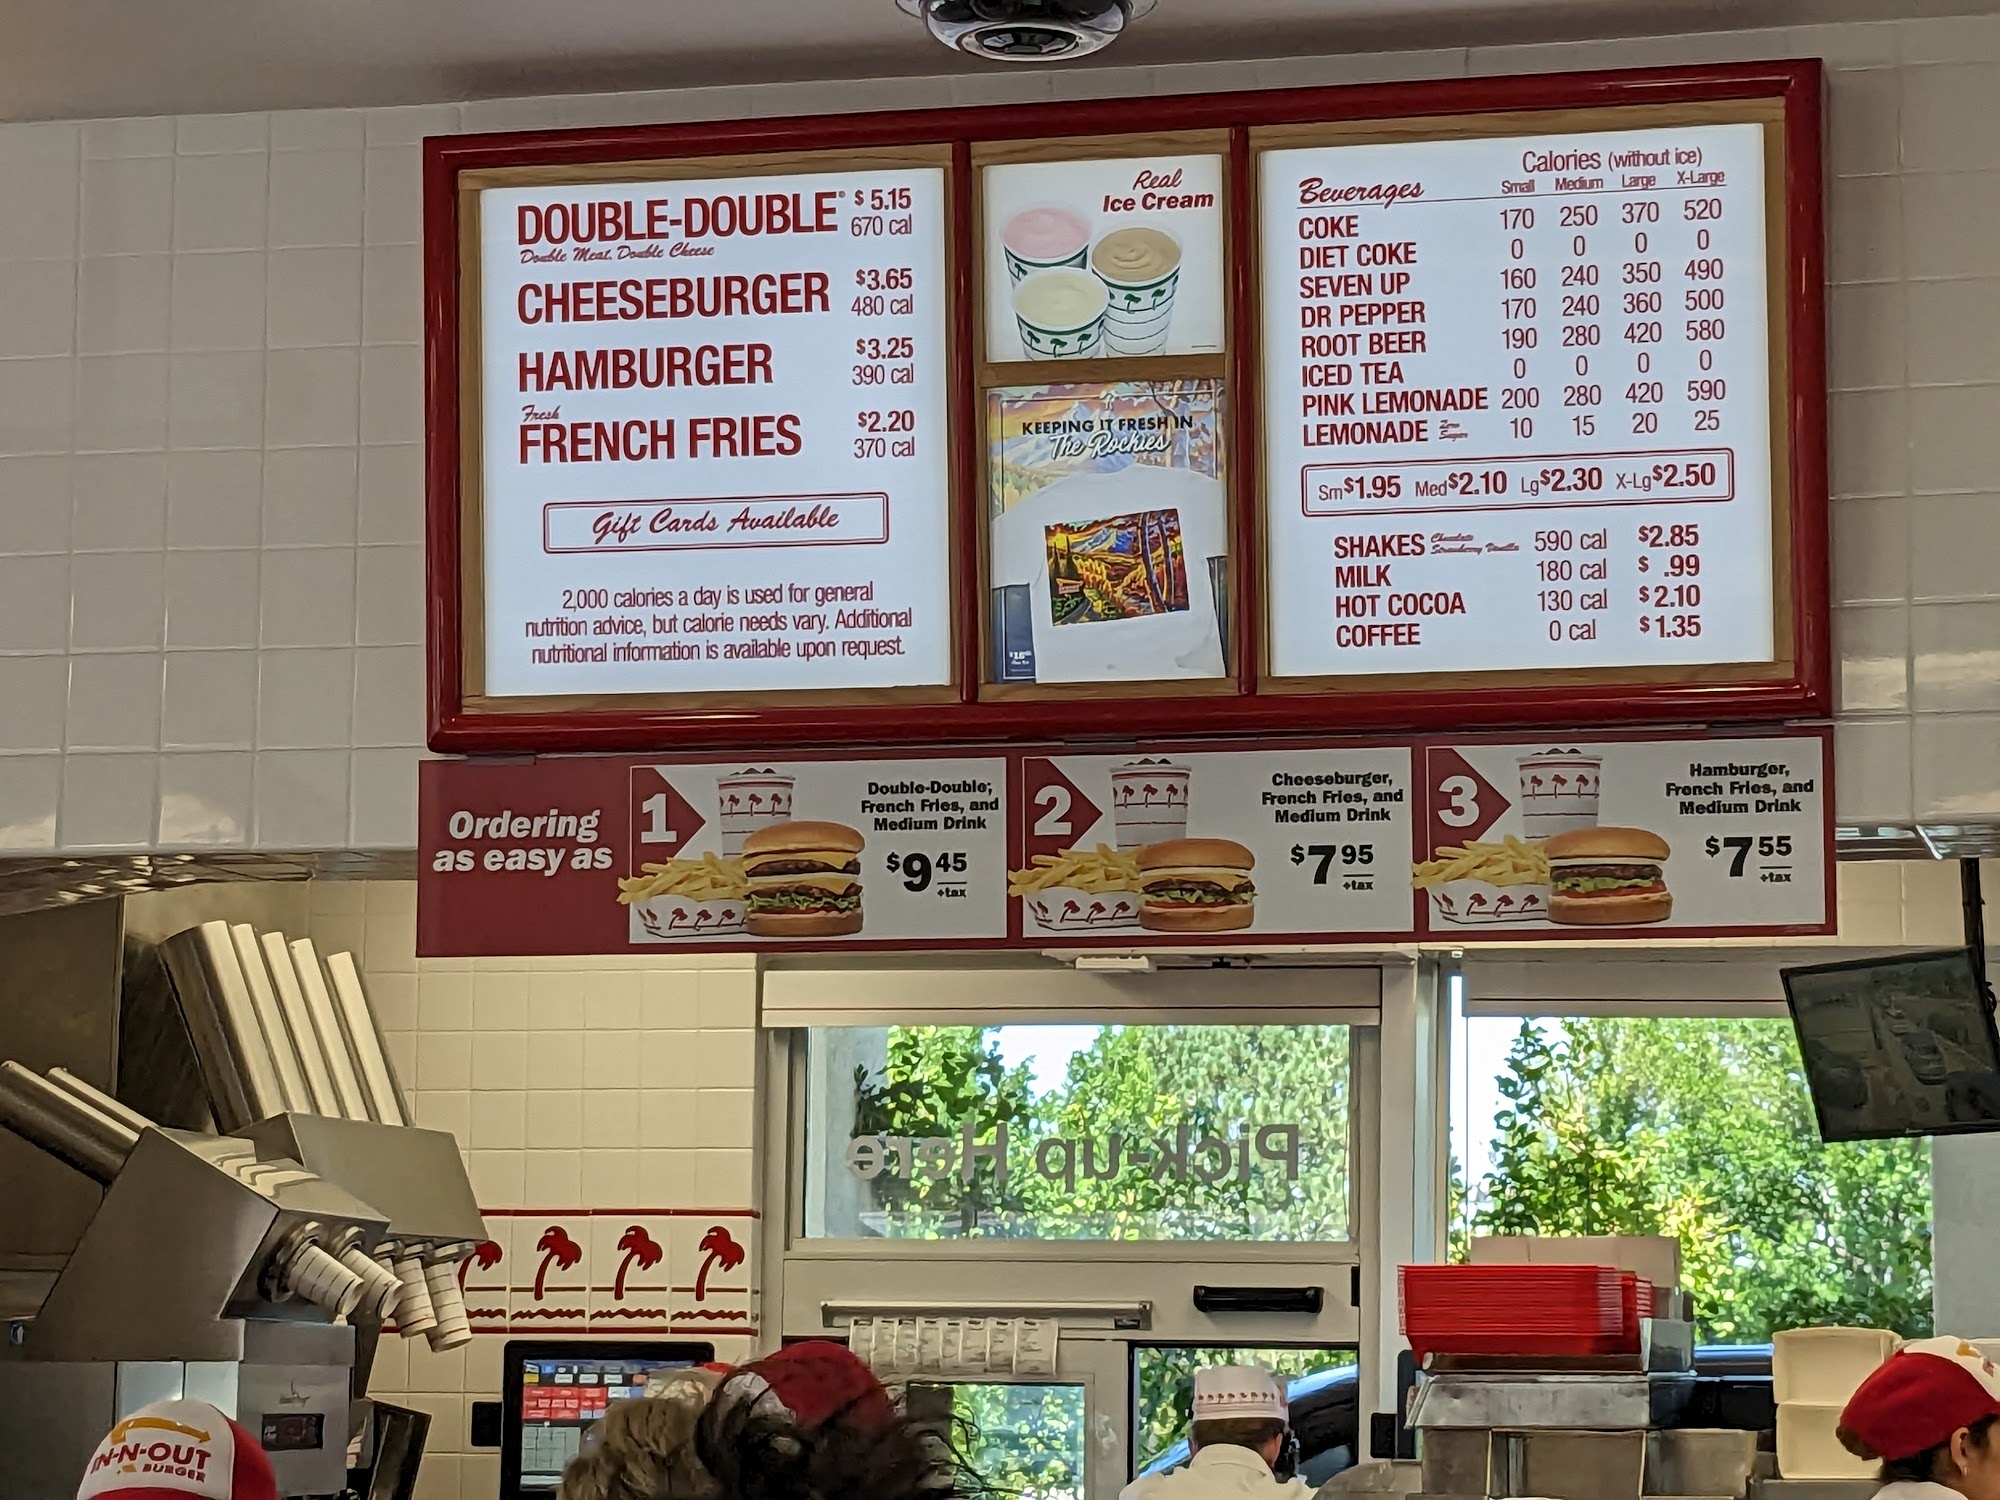 DOUBLE-DOUBLE® $5.15
Double Meat, Double Cheese 670 cal
CHEESEBURGER $3.65
480 cal
HAMBURGER $3.25
390 cal
Fresh
FRENCH FRIES $2.20
370 cal
Gift Cards Available
2,000 calories a day is used for general
nutrition advice, but calorie needs vary. Additional
nutritional information is available upon request.
Real
Ice Cream
KEEPING IT FRESH IN
The Rockies
Calories (without ice)
Beverages Small Medium Large X-Large
COKE 170 250 370 520
DIET COKE 0 0 0 0
SEVEN UP 160 240 350 490
DR PEPPER 170 240 360 500
ROOT BEER 190 280 420 580
ICED TEA 0 0 0 0
PINK LEMONADE 200 280 420 590
LEMONADE Zero Sugar 10 15 20 25
Sm $1.95 Med $2.10 Lg $2.30 X-Lg $2.50
SHAKES Chocolate Strawberry Vanilla 590 cal $2.85
MILK 180 cal $ .99
HOT COCOA 130 cal $2.10
COFFEE 0 cal $1.35
Ordering
as easy as
1
Double-Double,
French Fries, and
Medium Drink
$9.45
+tax
2
Cheeseburger,
French Fries, and
Medium Drink
$7.95
+tax
3
Hamburger,
French Fries, and
Medium Drink
$7.55
+tax
Pick-up Here
IN-N-OUT
BURGER